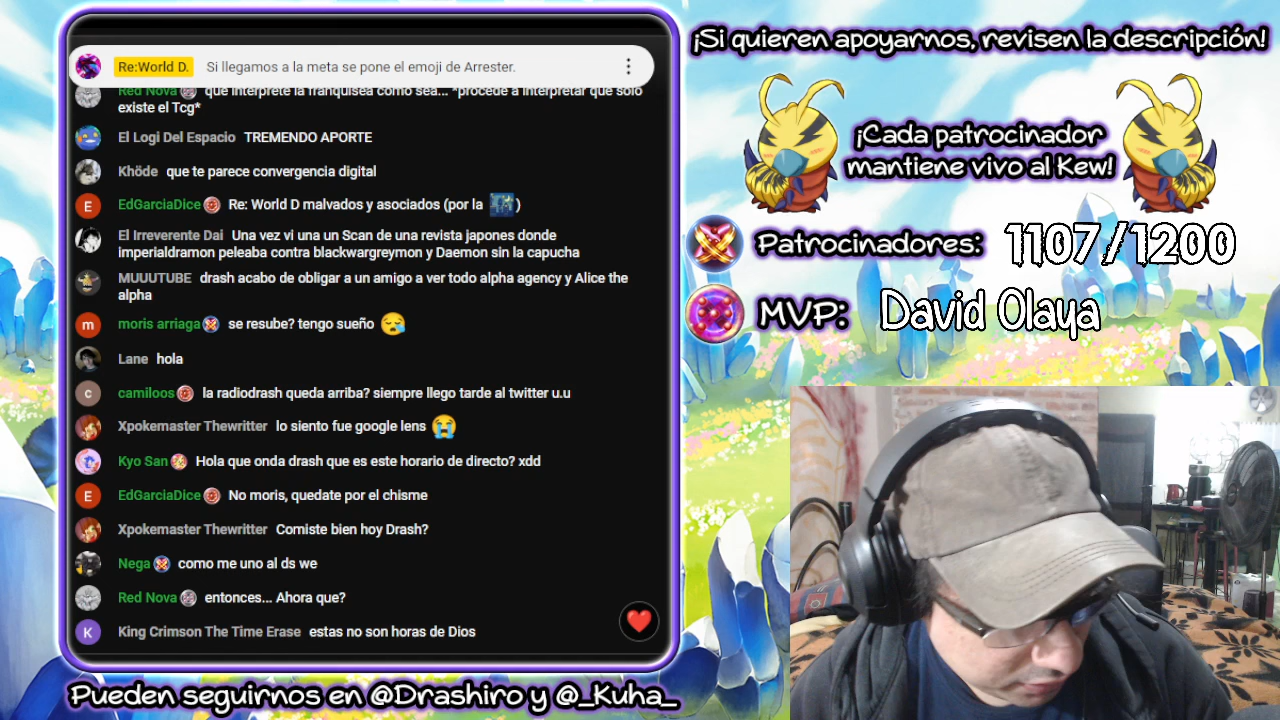 ¡Si quieren apoyarnos, revisen la descripción!
Re:World D. Si llegamos a la meta se pone el emoji de Arrester.
Red Nova que interprete la franquisea como sea... *procede a interpretar que solo
existe el Tcg*
El Logi Del Espacio TREMENDO APORTE
Khöde que te parece convergencia digital
EdGarciaDice Re: World D malvados y asociados (por la )
El Irreverente Dai Una vez vi una un Scan de una revista japones donde
imperialdramon peleaba contra blackwargreymon y Daemon sin la capucha
MUUUTUBE drash acabo de obligar a un amigo a ver todo alpha agency y Alice the
alpha
moris arriaga se resube? tengo sueño
Lane hola
camiloos la radiodrash queda arriba? siempre llego tarde al twitter u.u
Xpokemaster Thewritter lo siento fue google lens
Kyo San Hola que onda drash que es este horario de directo? xdd
EdGarciaDice No moris, quedate por el chisme
Xpokemaster Thewritter Comiste bien hoy Drash?
Nega como me uno al ds we
Red Nova entonces... Ahora que?
King Crimson The Time Erase estas no son horas de Dios
E
m
c
E
K
¡Cada patrocinador
mantiene vivo al Kew!
Patrocinadores: 1107/1200
MVP: David Olaya
Pueden seguirnos en @Drashiro y @_Kuha_